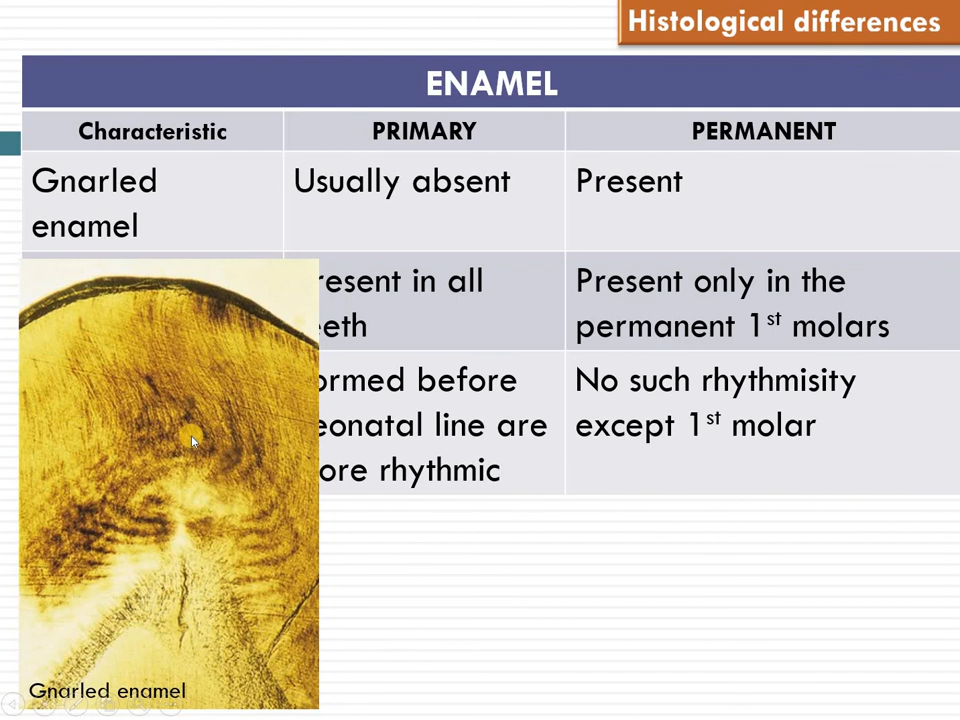 Histological differences
ENAMEL
Characteristic PRIMARY PERMANENT
Gnarled enamel
Usually absent
Present
in all
Present only in the
permanent 1st molars
before
line are
rhythmic
No such rhythmisity
except 1st molar
Gnarled enamel